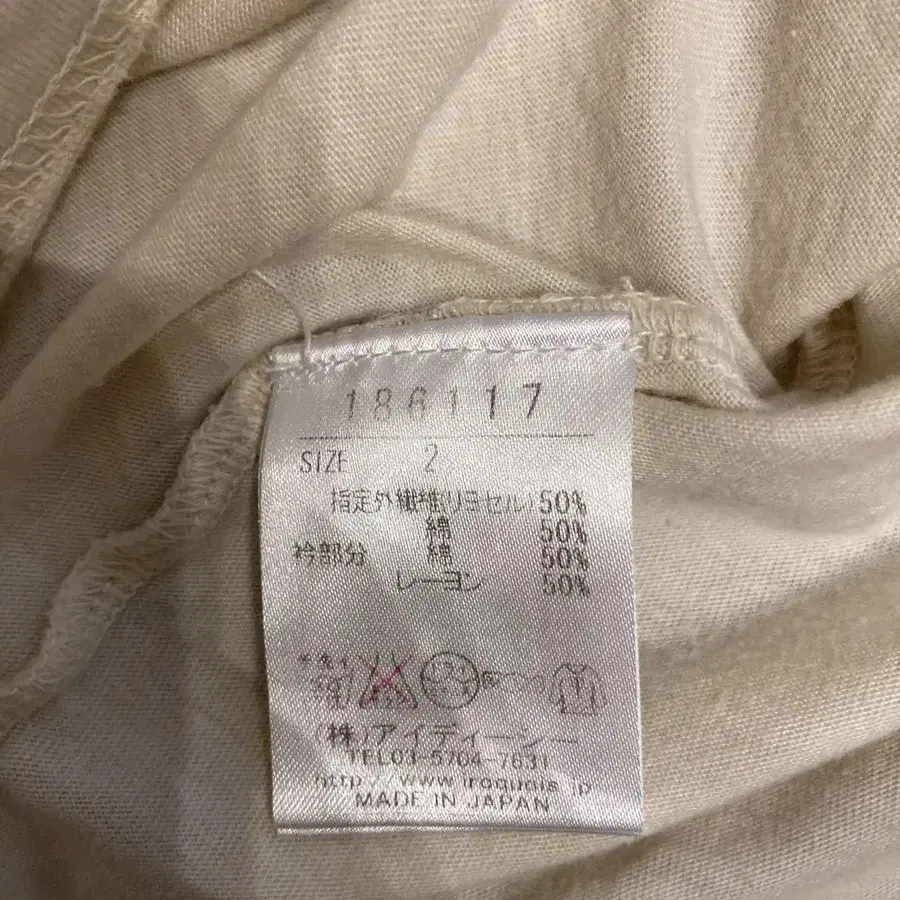 186117
SIZE 2
指定外繊維(リヨセル) 50%
綿 50%
衿部分 綿 50%
レーヨン 50%
(株)アイディーシー
TEL03-5704-7631
http://www.iroquois.jp
MADE IN JAPAN